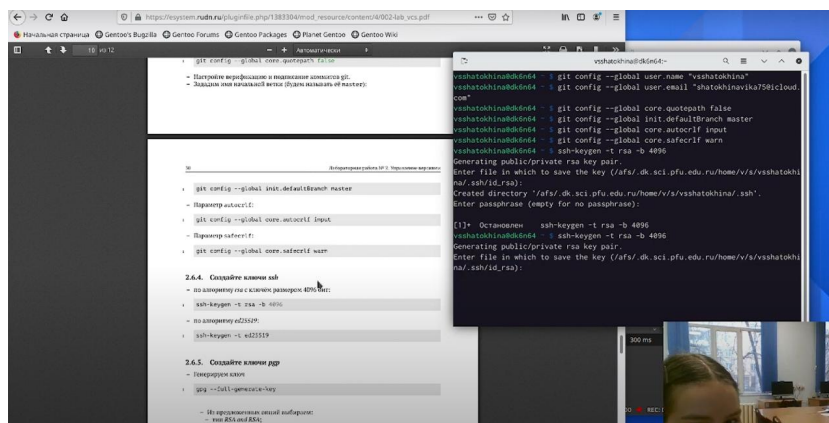 https://esystem.rudn.ru/pluginfile.php/1383304/mod_resource/content/4/002-lab_vcs.pdf
Начальная страница Gentoo's Bugzilla Gentoo Forums Gentoo Packages Planet Gentoo Gentoo Wiki
10 из 12 Автоматически
git config --global core.quotepath false
– Настройте верификацию и подписание коммитов git.
– Зададим имя начальной ветки (будем называть её master):
30 Лабораторная работа № 2. Управление версиями
git config --global init.defaultBranch master
– Параметр autocrlf:
git config --global core.autocrlf input
– Параметр safecrlf:
git config --global core.safecrlf warn
2.6.4. Создайте ключи ssh
– по алгоритму rsa с ключём размером 4096 бит:
ssh-keygen -t rsa -b 4096
– по алгоритму ed25519:
ssh-keygen -t ed25519
2.6.5. Создайте ключи pgp
– Генерируем ключ
gpg --full-generate-key
– Из предложенных опций выбираем:
– тип RSA and RSA;
vsshatokhina@dk6n64:~
vsshatokhina@dk6n64 ~ $ git config --global user.name "vsshatokhina"
vsshatokhina@dk6n64 ~ $ git config --global user.email "shatokhinavika75@icloud.
com"
vsshatokhina@dk6n64 ~ $ git config --global core.quotepath false
vsshatokhina@dk6n64 ~ $ git config --global init.defaultBranch master
vsshatokhina@dk6n64 ~ $ git config --global core.autocrlf input
vsshatokhina@dk6n64 ~ $ git config --global core.safecrlf warn
vsshatokhina@dk6n64 ~ $ ssh-keygen -t rsa -b 4096
Generating public/private rsa key pair.
Enter file in which to save the key (/afs/.dk.sci.pfu.edu.ru/home/v/s/vsshatokhi
na/.ssh/id_rsa):
Created directory '/afs/.dk.sci.pfu.edu.ru/home/v/s/vsshatokhina/.ssh'.
Enter passphrase (empty for no passphrase):
[1]+ Остановлен ssh-keygen -t rsa -b 4096
vsshatokhina@dk6n64 ~ $ ssh-keygen -t rsa -b 4096
Generating public/private rsa key pair.
Enter file in which to save the key (/afs/.dk.sci.pfu.edu.ru/home/v/s/vsshatokhi
na/.ssh/id_rsa):
300 ms
REC: